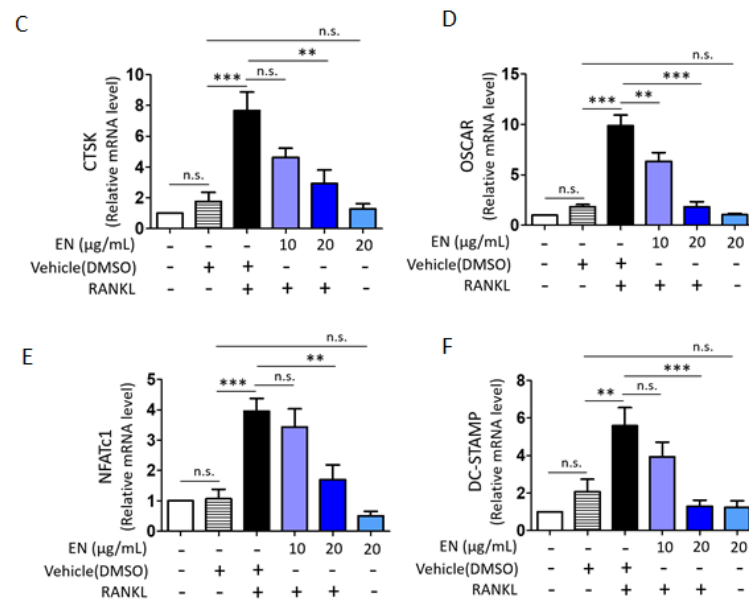 C
n.s.
**
*** n.s.
n.s.
CTSK
(Relative mRNA level)
10
8
6
4
2
0
EN (µg/mL) - - - 10 20 20
Vehicle(DMSO) - + + - - -
RANKL - - + + + -
D
n.s.
***
*** **
n.s.
OSCAR
(Relative mRNA level)
15
10
5
0
EN (µg/mL) - - - 10 20 20
Vehicle(DMSO) - + + - - -
RANKL - - + + + -
E
n.s.
**
*** n.s.
n.s.
NFATc1
(Relative mRNA level)
5
4
3
2
1
0
EN (µg/mL) - - - 10 20 20
Vehicle(DMSO) - + + - - -
RANKL - - + + + -
F
n.s.
***
** n.s.
n.s.
DC-STAMP
(Relative mRNA level)
8
6
4
2
0
EN (µg/mL) - - - 10 20 20
Vehicle(DMSO) - + + - - -
RANKL - - + + + -